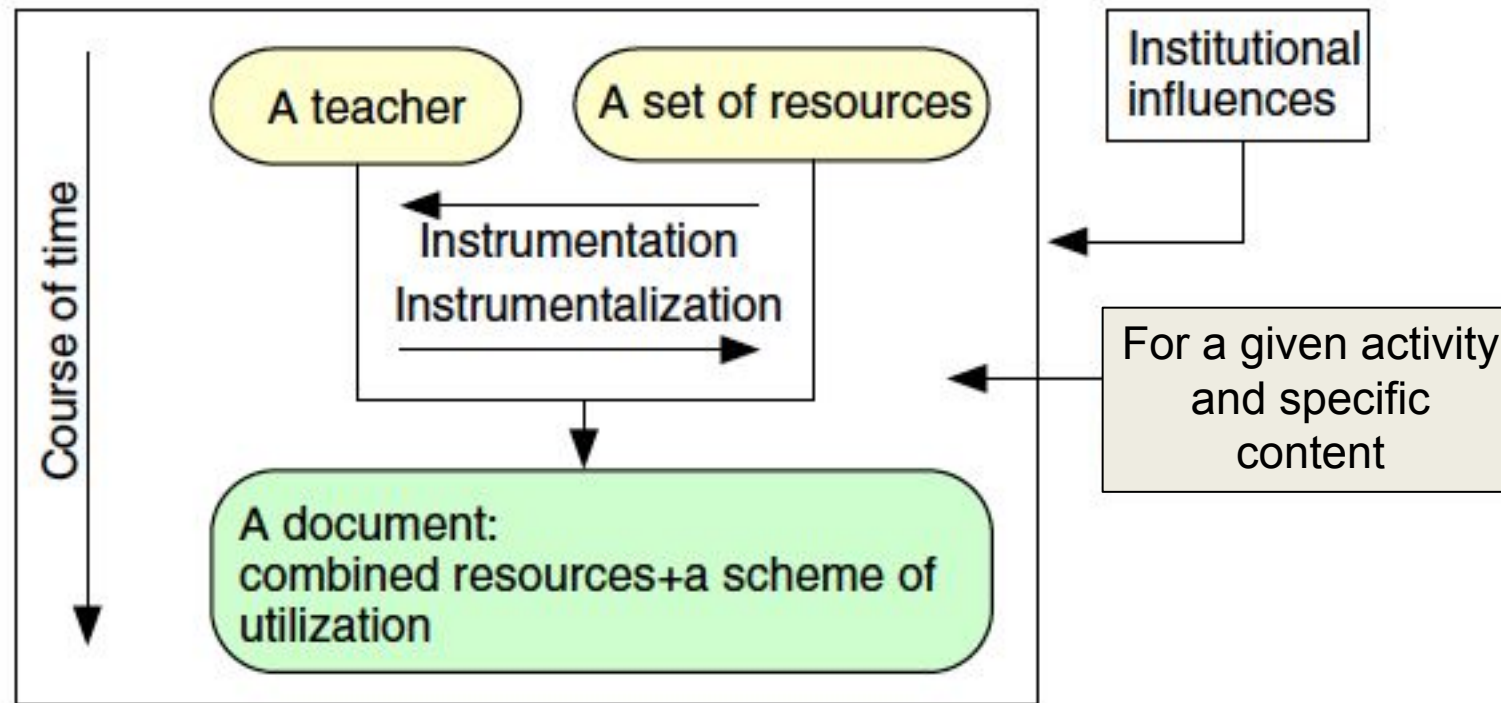 Course of time
A teacher
A set of resources
Instrumentation
Instrumentalization
A document:
combined resources+a scheme of
utilization
Institutional
influences
For a given activity
and specific
content